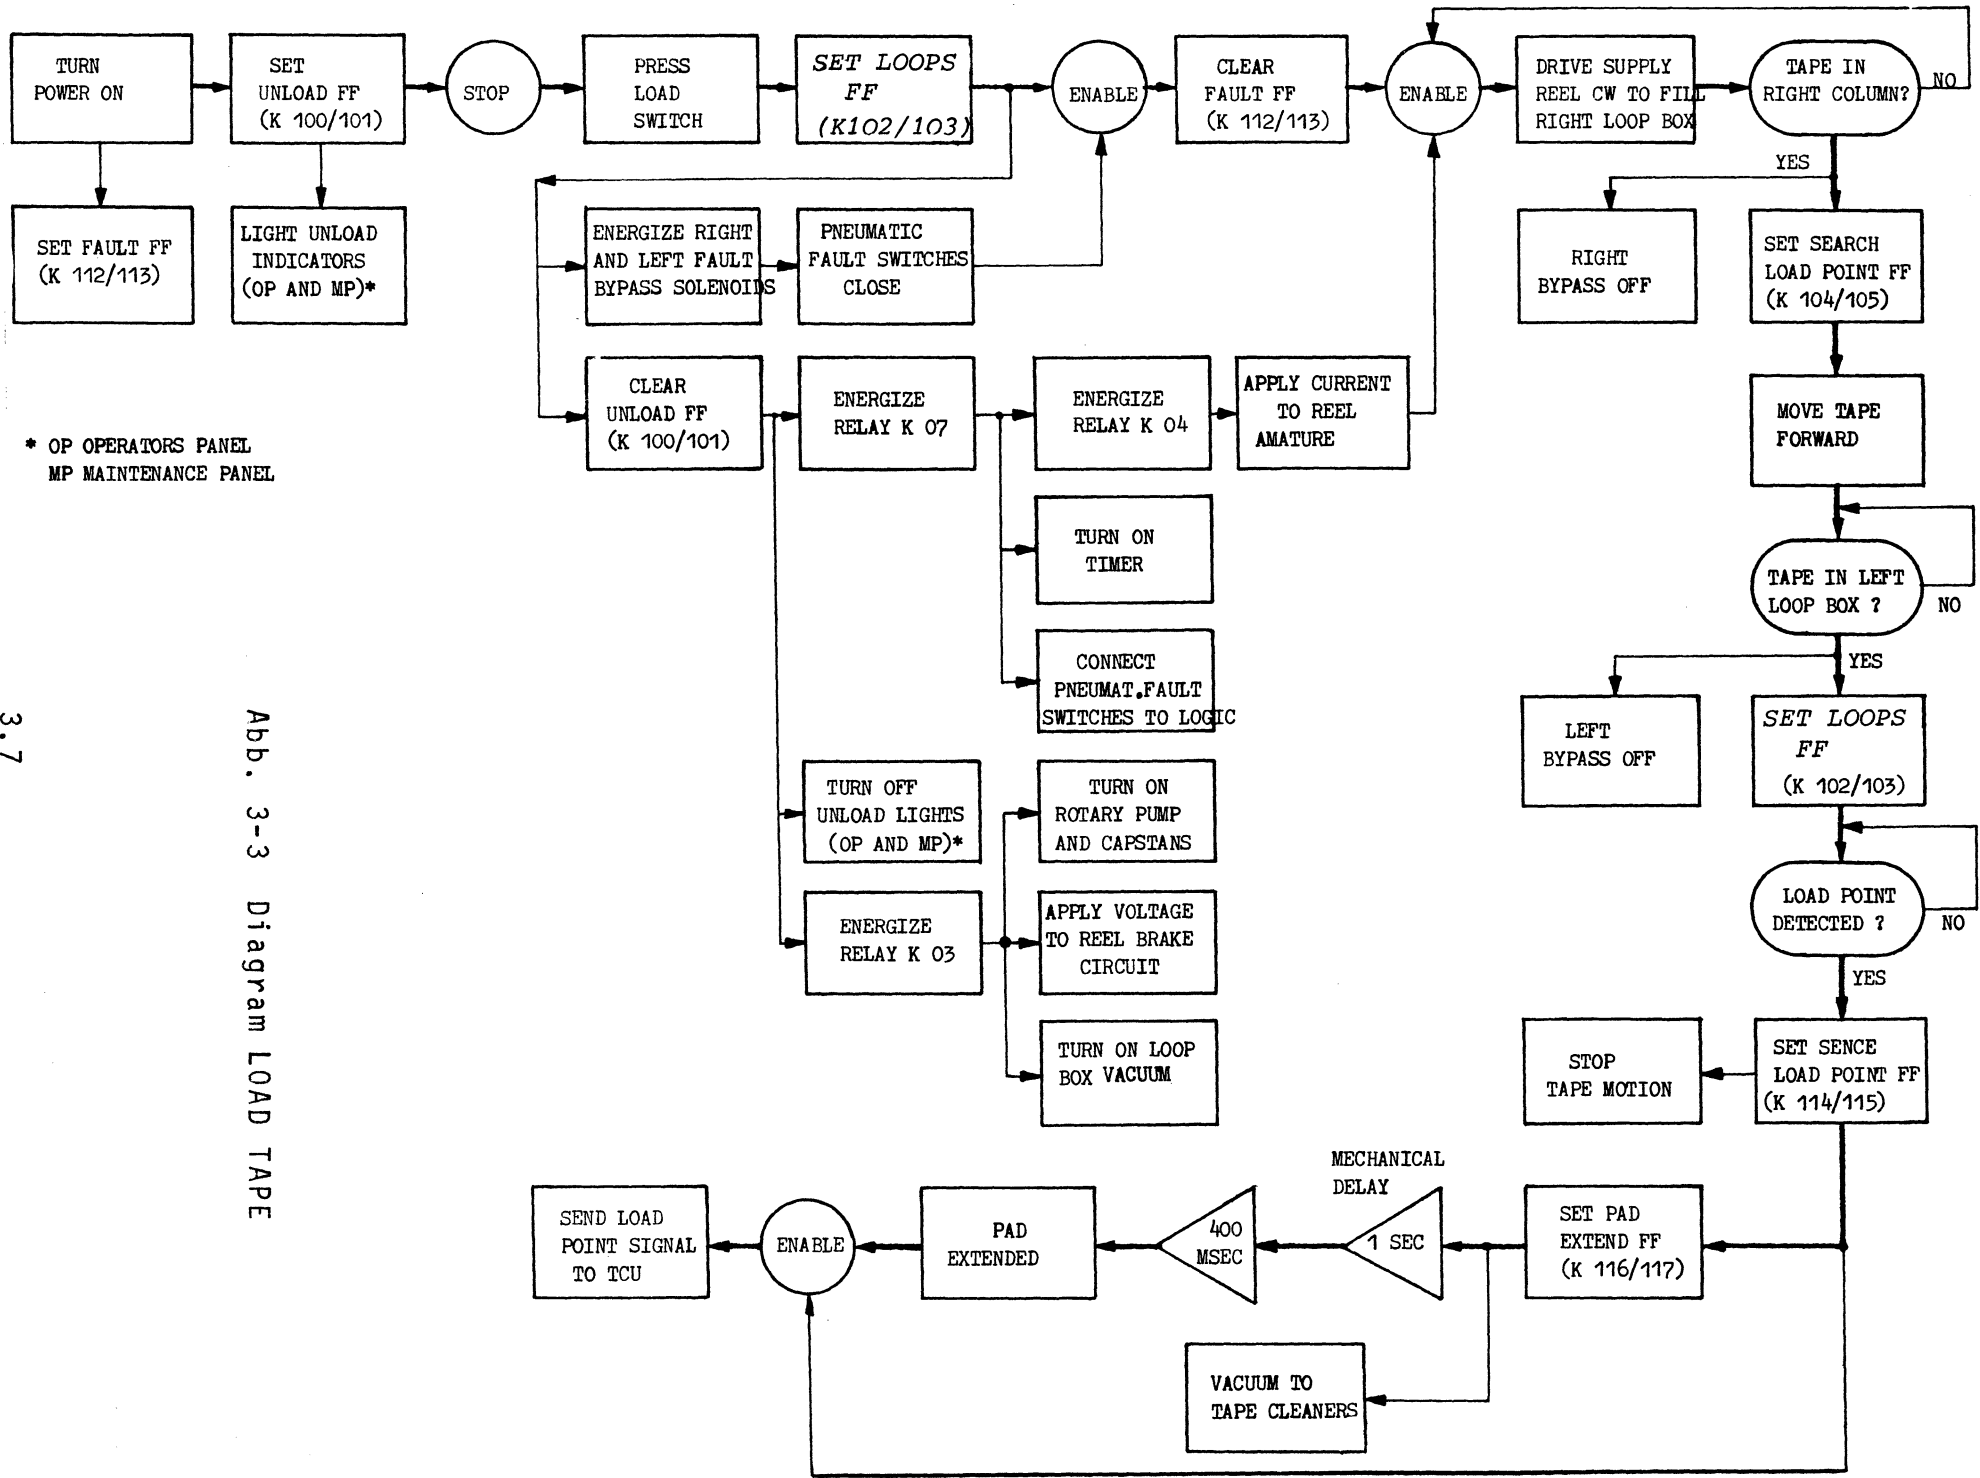 TURN
POWER ON
SET
UNLOAD FF
(K 100/101)
STOP
PRESS
LOAD
SWITCH
SET LOOPS
FF
(K102/103)
ENABLE
CLEAR
FAULT FF
(K 112/113)
ENABLE
DRIVE SUPPLY
REEL CW TO FILL
RIGHT LOOP BOX
TAPE IN
RIGHT COLUMN?
NO
YES
SET FAULT FF
(K 112/113)
LIGHT UNLOAD
INDICATORS
(OP AND MP)*
ENERGIZE RIGHT
AND LEFT FAULT
BYPASS SOLENOIDS
PNEUMATIC
FAULT SWITCHES
CLOSE
RIGHT
BYPASS OFF
SET SEARCH
LOAD POINT FF
(K 104/105)
CLEAR
UNLOAD FF
(K 100/101)
ENERGIZE
RELAY K 07
ENERGIZE
RELAY K 04
APPLY CURRENT
TO REEL
AMATURE
MOVE TAPE
FORWARD
* OP OPERATORS PANEL
MP MAINTENANCE PANEL
TURN ON
TIMER
TAPE IN LEFT
LOOP BOX ?
NO
YES
CONNECT
PNEUMAT.FAULT
SWITCHES TO LOGIC
LEFT
BYPASS OFF
SET LOOPS
FF
(K 102/103)
TURN OFF
UNLOAD LIGHTS
(OP AND MP)*
TURN ON
ROTARY PUMP
AND CAPSTANS
LOAD POINT
DETECTED ?
NO
YES
ENERGIZE
RELAY K 03
APPLY VOLTAGE
TO REEL BRAKE
CIRCUIT
TURN ON LOOP
BOX VACUUM
STOP
TAPE MOTION
SET SENCE
LOAD POINT FF
(K 114/115)
SEND LOAD
POINT SIGNAL
TO TCU
ENABLE
PAD
EXTENDED
400
MSEC
MECHANICAL
DELAY
1 SEC
SET PAD
EXTEND FF
(K 116/117)
VACUUM TO
TAPE CLEANERS
Abb. 3-3 Diagram LOAD TAPE
3.7